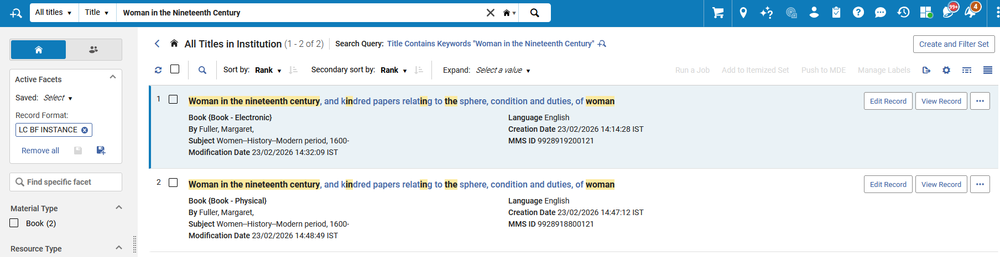 All titles Title Woman in the Nineteenth Century
99+ 4
All Titles in Institution (1 - 2 of 2) Search Query: Title Contains Keywords "Woman in the Nineteenth Century" Create and Filter Set
Sort by: Rank Secondary sort by: Rank Expand: Select a value Run a Job Add to Itemized Set Push to MDE Manage Labels
Active Facets
Saved: Select
Record Format:
LC BF INSTANCE
Remove all
Find specific facet
Material Type
Book (2)
Resource Type
1 Woman in the nineteenth century, and kindred papers relating to the sphere, condition and duties, of woman Edit Record View Record
Book {Book - Electronic} Language English
By Fuller, Margaret, Creation Date 23/02/2026 14:14:28 IST
Subject Women--History--Modern period, 1600- MMS ID 9928919200121
Modification Date 23/02/2026 14:32:09 IST
2 Woman in the nineteenth century, and kindred papers relating to the sphere, condition and duties, of woman Edit Record View Record
Book {Book - Physical} Language English
By Fuller, Margaret, Creation Date 23/02/2026 14:47:12 IST
Subject Women--History--Modern period, 1600- MMS ID 9928918800121
Modification Date 23/02/2026 14:48:49 IST